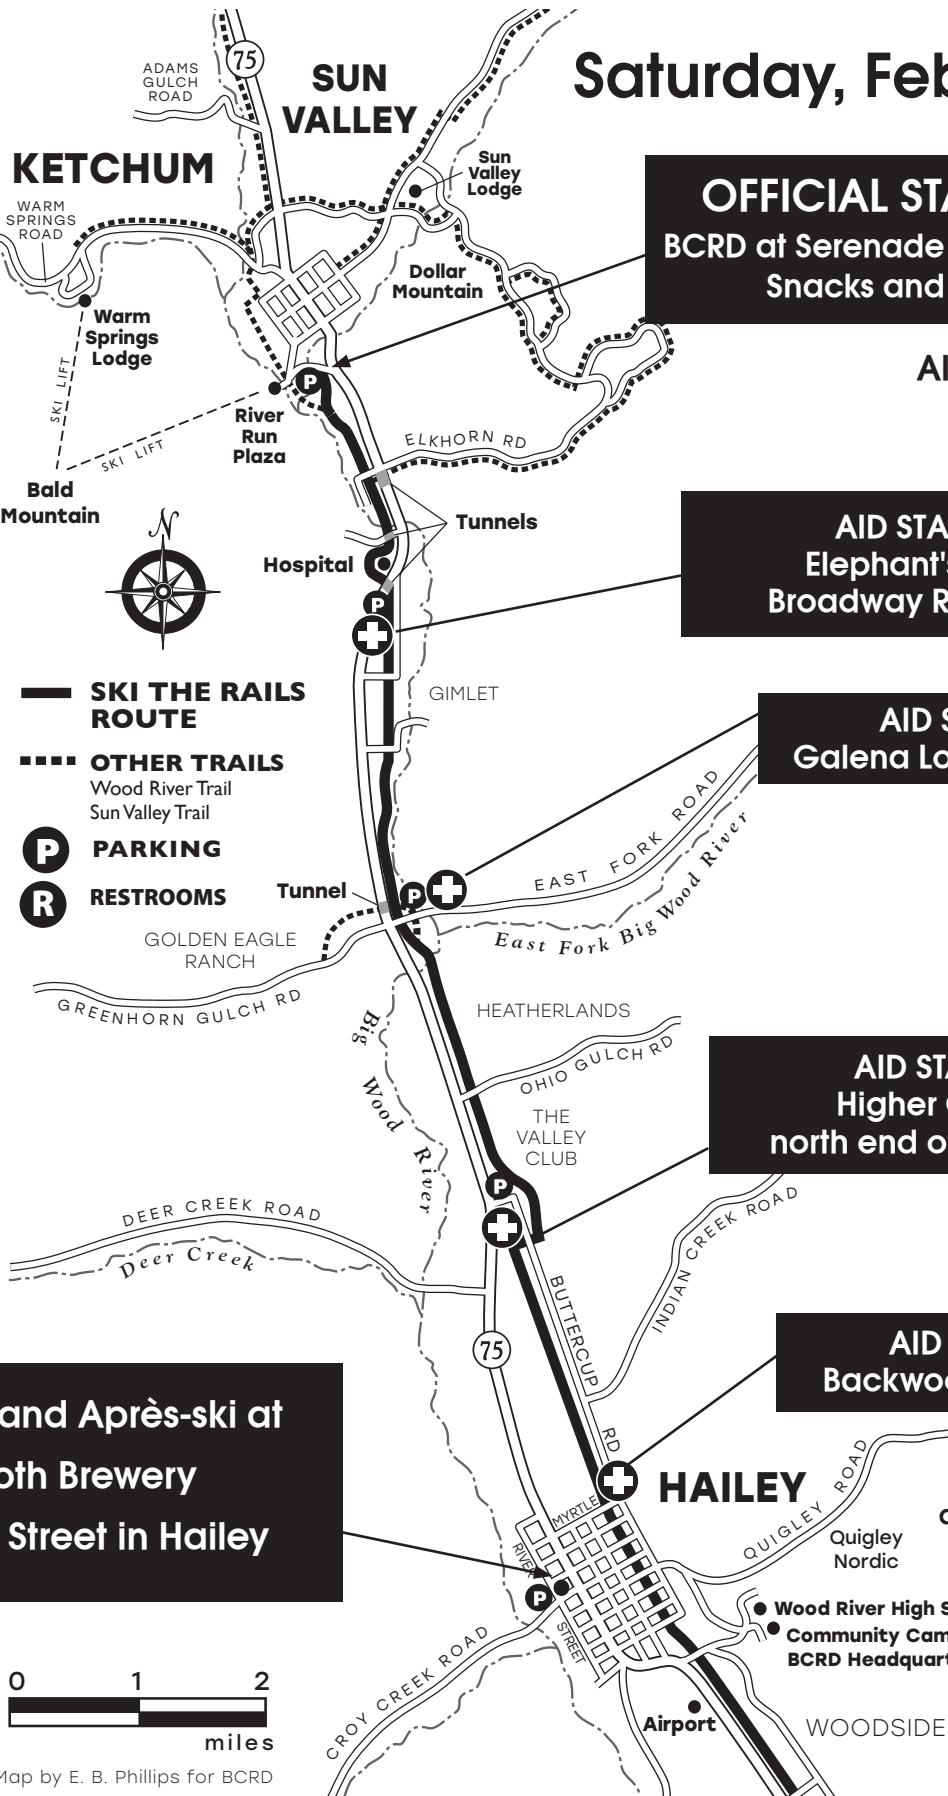 75
ADAMS
GULCH
ROAD
SUN
VALLEY
Saturday, Feb
KETCHUM
WARM
SPRINGS
ROAD
Sun
Valley
Lodge
OFFICIAL STA
BCRD at Serenade
Snacks and
Dollar
Mountain
Warm
Springs
Lodge
SKI LIFT
AI
P
River
Run
Plaza
SKI LIFT
ELKHORN RD
Bald
Mountain
N
Tunnels
AID STA
Elephant's
Broadway R
Hospital
P
SKI THE RAILS
ROUTE
GIMLET
AID S
Galena Lo
OTHER TRAILS
Wood River Trail
Sun Valley Trail
P PARKING
R RESTROOMS
Tunnel
P
EAST FORK ROAD
East Fork Big Wood River
GOLDEN EAGLE
RANCH
GREENHORN GULCH RD
Big Wood River
HEATHERLANDS
OHIO GULCH RD
AID STA
Higher
north end o
THE
VALLEY
CLUB
P
DEER CREEK ROAD
Deer Creek
INDIAN CREEK ROAD
BUTTERCUP RD
75
AID
Backwoo
and Après-ski at
oth Brewery
Street in Hailey
HAILEY
MYRTLE
RIVER STREET
P
QUIGLEY ROAD
Quigley
Nordic
Wood River High S
Community Cam
BCRD Headquart
CROY CREEK ROAD
0 1 2
miles
Airport
WOODSIDE
Map by E. B. Phillips for BCRD